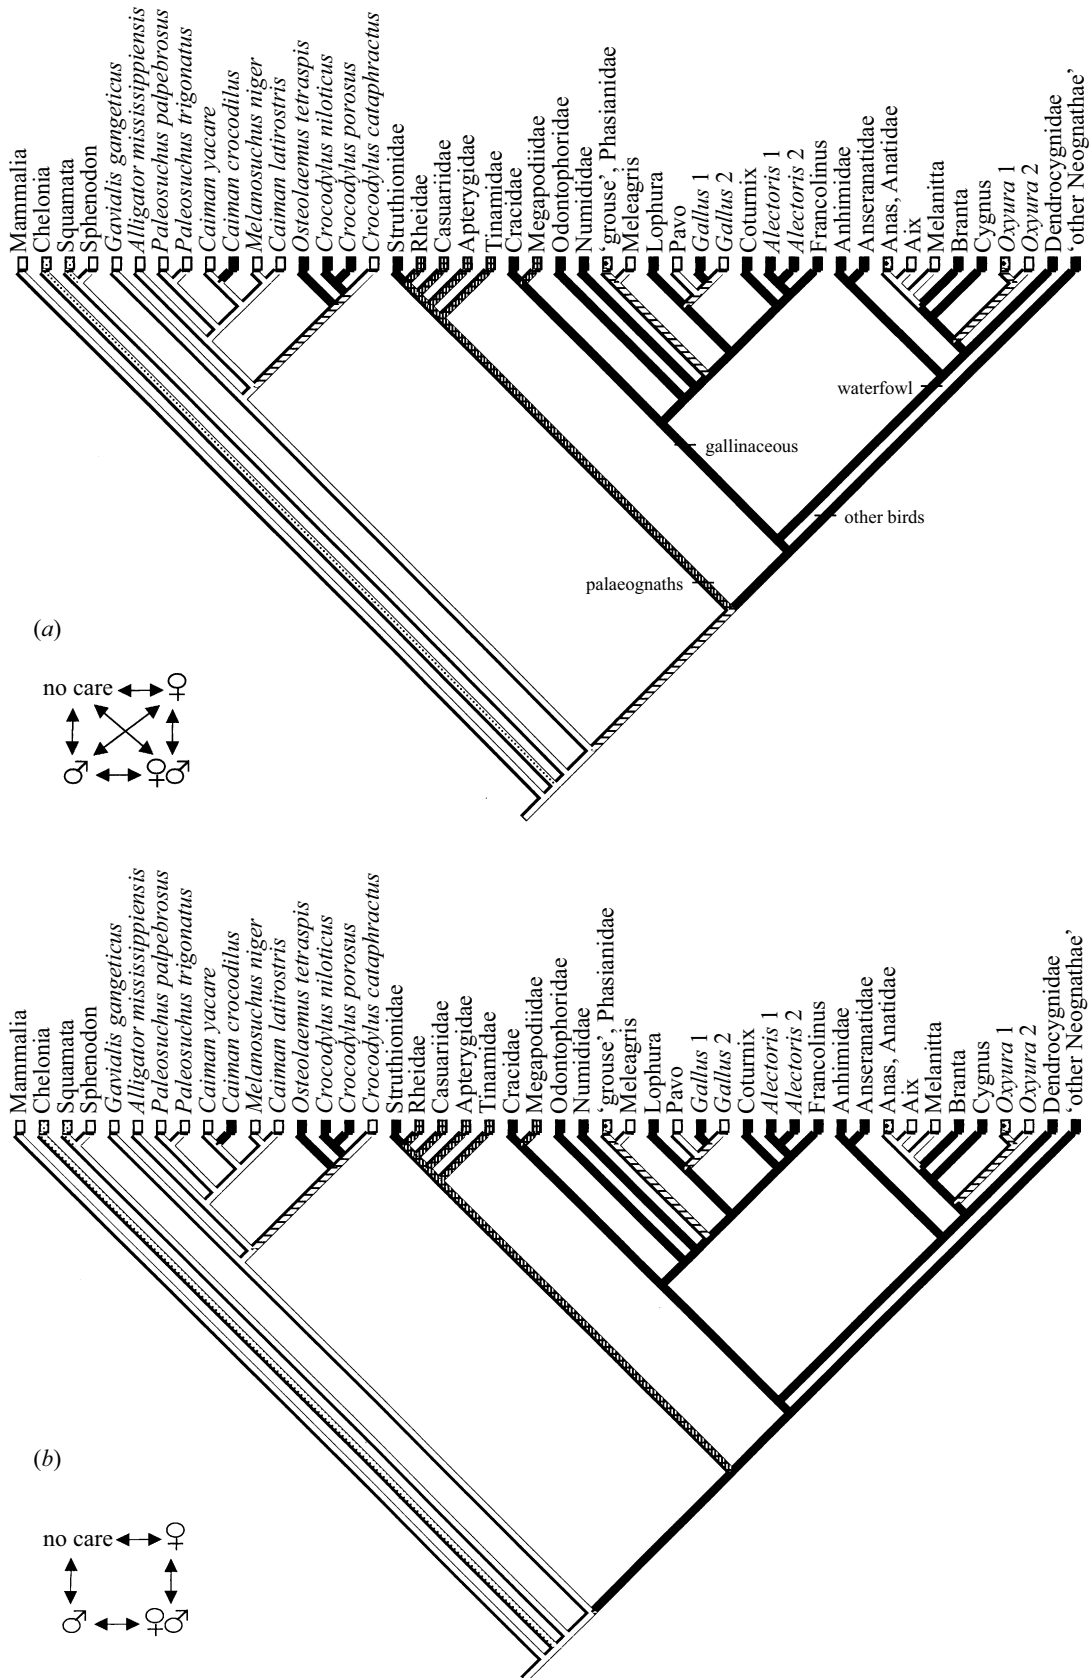 Mammalia
Chelonia
Squamata
Sphenodon
Gavialis gangeticus
Alligator mississippiensis
Paleosuchus palpebrosus
Paleosuchus trigonatus
Caiman yacare
Caiman crocodilus
Melanosuchus niger
Caiman latirostris
Osteolaemus tetraspis
Crocodylus niloticus
Crocodylus porosus
Crocodylus cataphractus
Struthionidae
Rheidae
Casuariidae
Apterygidae
Tinamidae
Cracidae
Megapodiidae
Odontophoridae
Numididae
'grouse', Phasianidae
Meleagris
Lophura
Pavo
Gallus 1
Gallus 2
Coturnix
Alectoris 1
Alectoris 2
Francolinus
Anhimidae
Anseranatidae
Anas, Anatidae
Aix
Melanitta
Branta
Cygnus
Oxyura 1
Oxyura 2
Dendrocygnidae
'other Neognathae'
waterfowl
gallinaceous
other birds
palaeognaths
(a)
no care ♀
♂ ♀♂
Mammalia
Chelonia
Squamata
Sphenodon
Gavialis gangeticus
Alligator mississippiensis
Paleosuchus palpebrosus
Paleosuchus trigonatus
Caiman yacare
Caiman crocodilus
Melanosuchus niger
Caiman latirostris
Osteolaemus tetraspis
Crocodylus niloticus
Crocodylus porosus
Crocodylus cataphractus
Struthionidae
Rheidae
Casuariidae
Apterygidae
Tinamidae
Cracidae
Megapodiidae
Odontophoridae
Numididae
'grouse', Phasianidae
Meleagris
Lophura
Pavo
Gallus 1
Gallus 2
Coturnix
Alectoris 1
Alectoris 2
Francolinus
Anhimidae
Anseranatidae
Anas, Anatidae
Aix
Melanitta
Branta
Cygnus
Oxyura 1
Oxyura 2
Dendrocygnidae
'other Neognathae'
(b)
no care ♀
♂ ♀♂